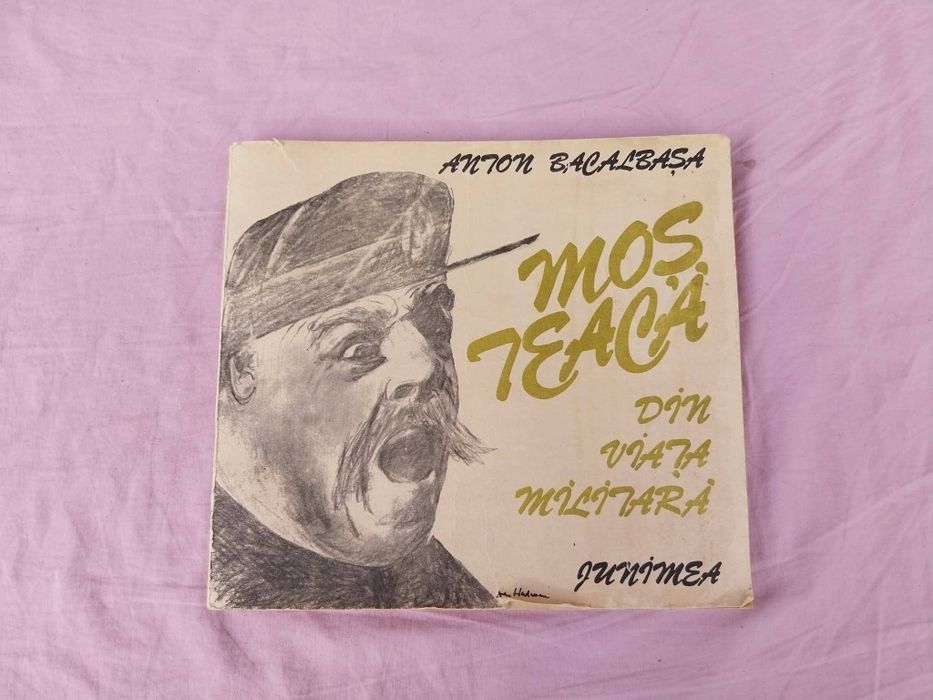 ANTON BACALBAȘA
MOȘ
TEACĂ
DIN
VIAȚA
MILITARĂ
JUNIMEA